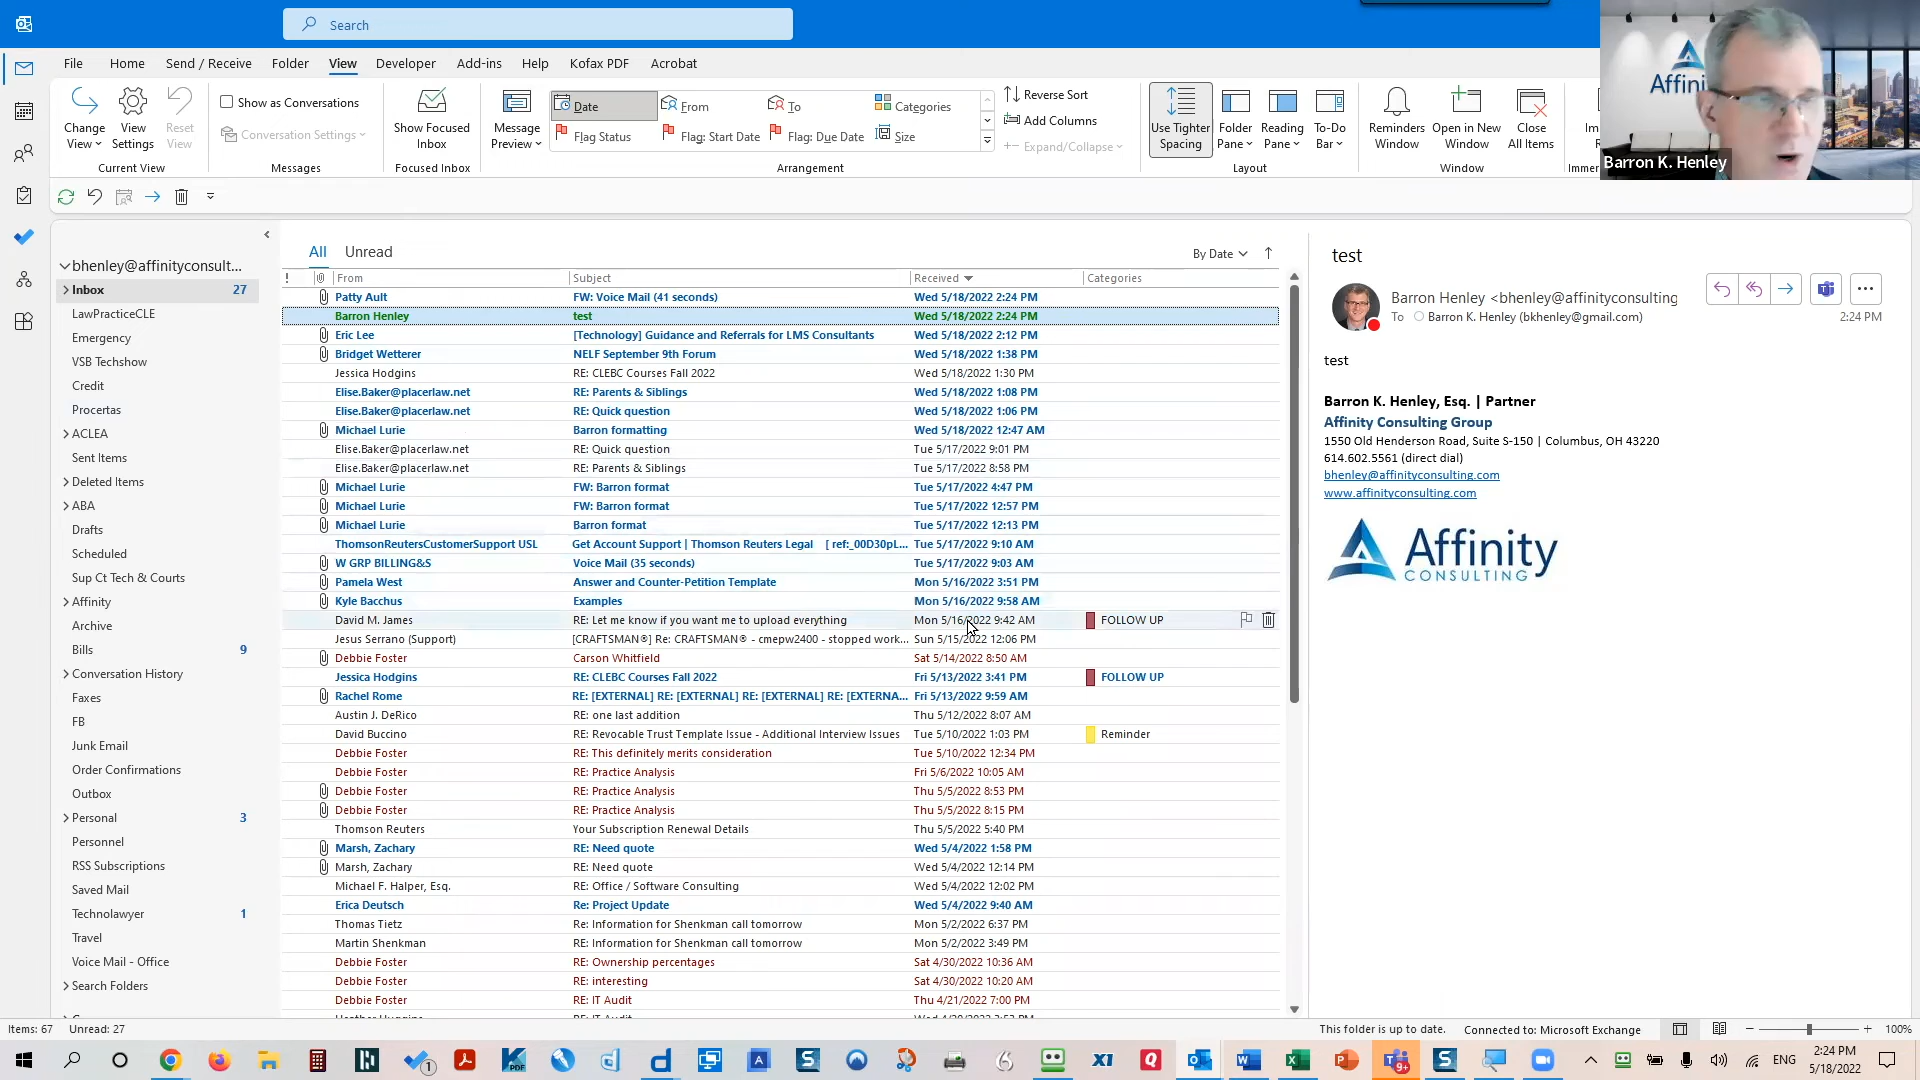 Search
Affini
Barron K. Henley
File Home Send / Receive Folder View Developer Add-ins Help Kofax PDF Acrobat
Change View
View Settings
Reset View
Current View
Show as Conversations
Conversation Settings
Messages
Show Focused Inbox
Focused Inbox
Message Preview
Date From To Categories
Flag Status Flag: Start Date Flag: Due Date Size
Reverse Sort
Add Columns
Expand/Collapse
Arrangement
Use Tighter Spacing
Folder Pane
Reading Pane
To-Do Bar
Layout
Reminders Window
Open in New Window
Close All Items
Window
Immer
bhenley@affinityconsult...
Inbox 27
LawPracticeCLE
Emergency
VSB Techshow
Credit
Procertas
ACLEA
Sent Items
Deleted Items
ABA
Drafts
Scheduled
Sup Ct Tech & Courts
Affinity
Archive
Bills 9
Conversation History
Faxes
FB
Junk Email
Order Confirmations
Outbox
Personal 3
Personnel
RSS Subscriptions
Saved Mail
Technolawyer 1
Travel
Voice Mail - Office
Search Folders
All Unread By Date
! From Subject Received Categories
Patty Ault FW: Voice Mail (41 seconds) Wed 5/18/2022 2:24 PM
Barron Henley test Wed 5/18/2022 2:24 PM
Eric Lee [Technology] Guidance and Referrals for LMS Consultants Wed 5/18/2022 2:12 PM
Bridget Wetterer NELF September 9th Forum Wed 5/18/2022 1:38 PM
Jessica Hodgins RE: CLEBC Courses Fall 2022 Wed 5/18/2022 1:30 PM
Elise.Baker@placerlaw.net RE: Parents & Siblings Wed 5/18/2022 1:08 PM
Elise.Baker@placerlaw.net RE: Quick question Wed 5/18/2022 1:06 PM
Michael Lurie Barron formatting Wed 5/18/2022 12:47 AM
Elise.Baker@placerlaw.net RE: Quick question Tue 5/17/2022 9:01 PM
Elise.Baker@placerlaw.net RE: Parents & Siblings Tue 5/17/2022 8:58 PM
Michael Lurie FW: Barron format Tue 5/17/2022 4:47 PM
Michael Lurie FW: Barron format Tue 5/17/2022 12:57 PM
Michael Lurie Barron format Tue 5/17/2022 12:13 PM
ThomsonReutersCustomerSupport USL Get Account Support | Thomson Reuters Legal [ ref:_00D30pL... Tue 5/17/2022 9:10 AM
W GRP BILLING&S Voice Mail (35 seconds) Tue 5/17/2022 9:03 AM
Pamela West Answer and Counter-Petition Template Mon 5/16/2022 3:51 PM
Kyle Bacchus Examples Mon 5/16/2022 9:58 AM
David M. James RE: Let me know if you want me to upload everything Mon 5/16/2022 9:42 AM FOLLOW UP
Jesus Serrano (Support) [CRAFTSMAN®] Re: CRAFTSMAN® - cmepw2400 - stopped work... Sun 5/15/2022 12:06 PM
Debbie Foster Carson Whitfield Sat 5/14/2022 8:50 AM
Jessica Hodgins RE: CLEBC Courses Fall 2022 Fri 5/13/2022 3:41 PM FOLLOW UP
Rachel Rome RE: [EXTERNAL] RE: [EXTERNAL] RE: [EXTERNAL] RE: [EXTERNA... Fri 5/13/2022 9:59 AM
Austin J. DeRico RE: one last addition Thu 5/12/2022 8:07 AM
David Buccino RE: Revocable Trust Template Issue - Additional Interview Issues Tue 5/10/2022 1:03 PM Reminder
Debbie Foster RE: This definitely merits consideration Tue 5/10/2022 12:34 PM
Debbie Foster RE: Practice Analysis Fri 5/6/2022 10:05 AM
Debbie Foster RE: Practice Analysis Thu 5/5/2022 8:53 PM
Debbie Foster RE: Practice Analysis Thu 5/5/2022 8:15 PM
Thomson Reuters Your Subscription Renewal Details Thu 5/5/2022 5:40 PM
Marsh, Zachary RE: Need quote Wed 5/4/2022 1:58 PM
Marsh, Zachary RE: Need quote Wed 5/4/2022 12:14 PM
Michael F. Halper, Esq. RE: Office / Software Consulting Wed 5/4/2022 12:02 PM
Erica Deutsch Re: Project Update Wed 5/4/2022 9:40 AM
Thomas Tietz Re: Information for Shenkman call tomorrow Mon 5/2/2022 6:37 PM
Martin Shenkman Re: Information for Shenkman call tomorrow Mon 5/2/2022 3:49 PM
Debbie Foster RE: Ownership percentages Sat 4/30/2022 10:36 AM
Debbie Foster RE: interesting Sat 4/30/2022 10:20 AM
Debbie Foster RE: IT Audit Thu 4/21/2022 7:00 PM
test
Barron Henley <bhenley@affinityconsulting
To Barron K. Henley (bkhenley@gmail.com) 2:24 PM
test
Barron K. Henley, Esq. | Partner
Affinity Consulting Group
1550 Old Henderson Road, Suite S-150 | Columbus, OH 43220
614.602.5561 (direct dial)
bhenley@affinityconsulting.com
www.affinityconsulting.com
Affinity
CONSULTING
Items: 67 Unread: 27 This folder is up to date. Connected to: Microsoft Exchange 100%
ENG 2:24 PM
5/18/2022